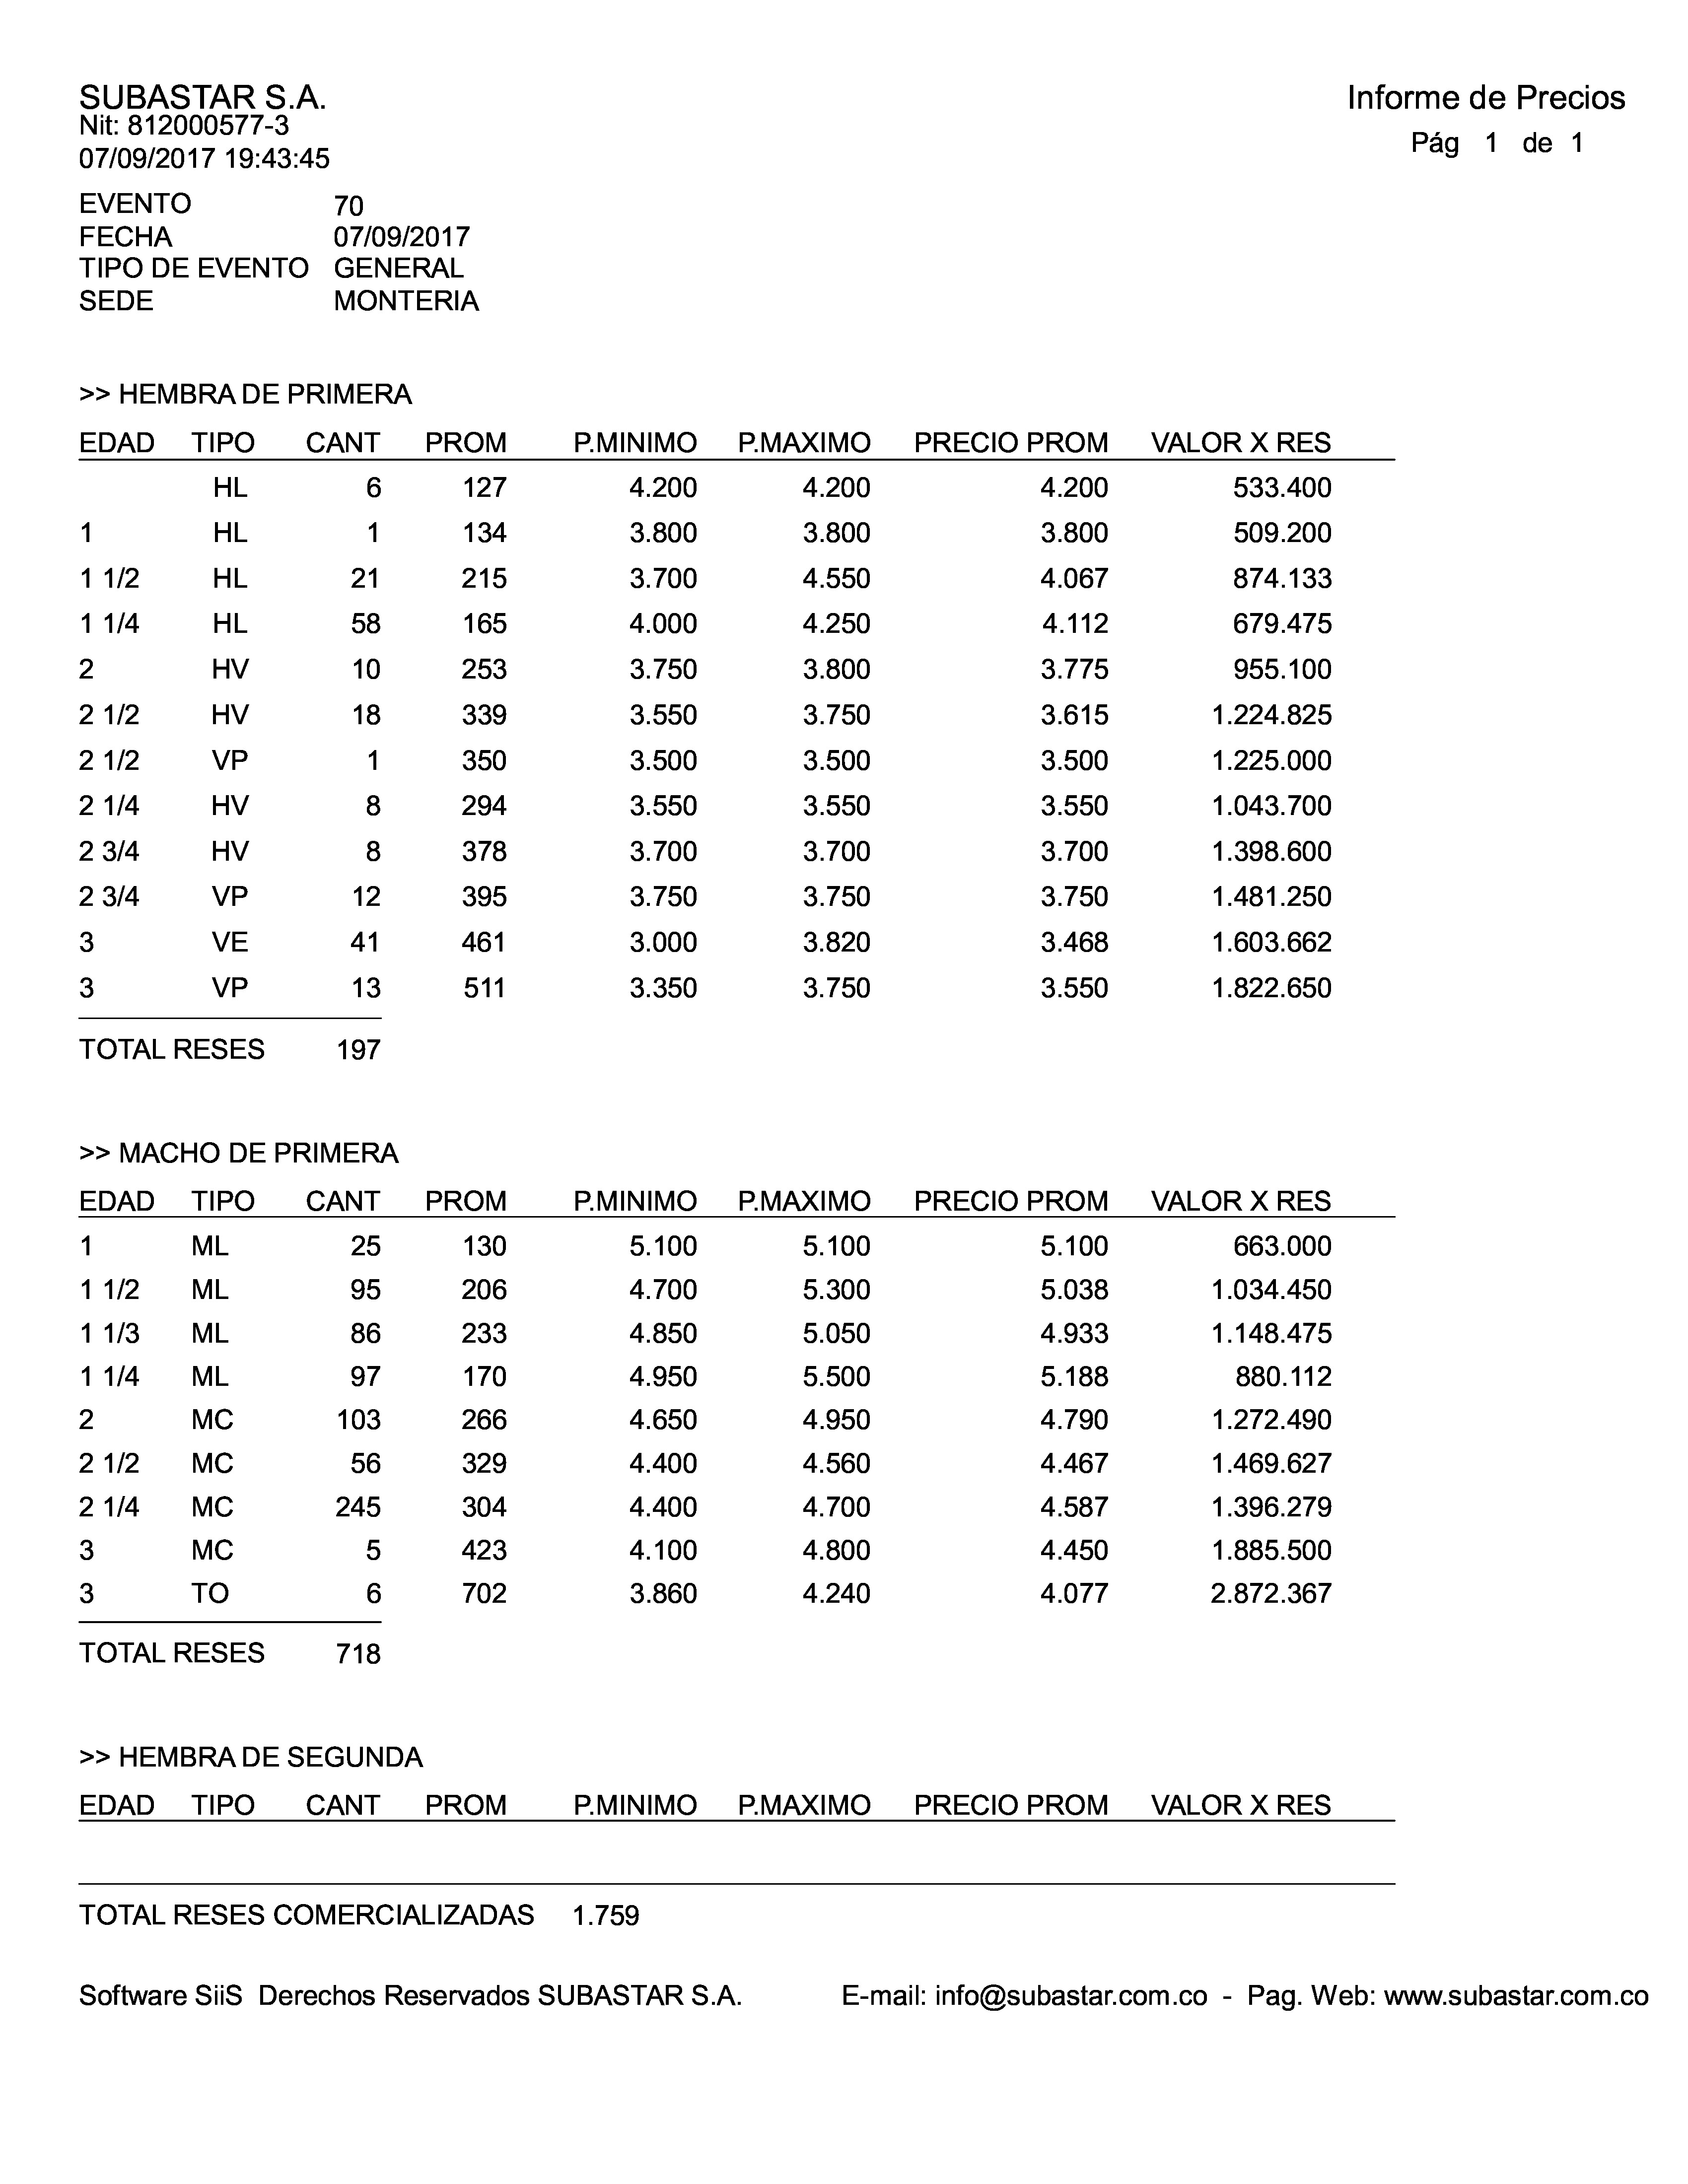 SUBASTAR S.A.
Informe de Precios
Nit: 812000577-3
Pág 1 de 1
07/09/2017 19:43:45
EVENTO 70
FECHA 07/09/2017
TIPO DE EVENTO GENERAL
SEDE MONTERIA
>> HEMBRA DE PRIMERA
EDAD TIPO CANT PROM P.MINIMO P.MAXIMO PRECIO PROM VALOR X RES
HL 6 127 4.200 4.200 4.200 533.400
1 HL 1 134 3.800 3.800 3.800 509.200
1 1/2 HL 21 215 3.700 4.550 4.067 874.133
1 1/4 HL 58 165 4.000 4.250 4.112 679.475
2 HV 10 253 3.750 3.800 3.775 955.100
2 1/2 HV 18 339 3.550 3.750 3.615 1.224.825
2 1/2 VP 1 350 3.500 3.500 3.500 1.225.000
2 1/4 HV 8 294 3.550 3.550 3.550 1.043.700
2 3/4 HV 8 378 3.700 3.700 3.700 1.398.600
2 3/4 VP 12 395 3.750 3.750 3.750 1.481.250
3 VE 41 461 3.000 3.820 3.468 1.603.662
3 VP 13 511 3.350 3.750 3.550 1.822.650
TOTAL RESES 197
>> MACHO DE PRIMERA
EDAD TIPO CANT PROM P.MINIMO P.MAXIMO PRECIO PROM VALOR X RES
1 ML 25 130 5.100 5.100 5.100 663.000
1 1/2 ML 95 206 4.700 5.300 5.038 1.034.450
1 1/3 ML 86 233 4.850 5.050 4.933 1.148.475
1 1/4 ML 97 170 4.950 5.500 5.188 880.112
2 MC 103 266 4.650 4.950 4.790 1.272.490
2 1/2 MC 56 329 4.400 4.560 4.467 1.469.627
2 1/4 MC 245 304 4.400 4.700 4.587 1.396.279
3 MC 5 423 4.100 4.800 4.450 1.885.500
3 TO 6 702 3.860 4.240 4.077 2.872.367
TOTAL RESES 718
>> HEMBRA DE SEGUNDA
EDAD TIPO CANT PROM P.MINIMO P.MAXIMO PRECIO PROM VALOR X RES
TOTAL RESES COMERCIALIZADAS 1.759
Software SiiS Derechos Reservados SUBASTAR S.A. E-mail: info@subastar.com.co - Pag. Web: www.subastar.com.co